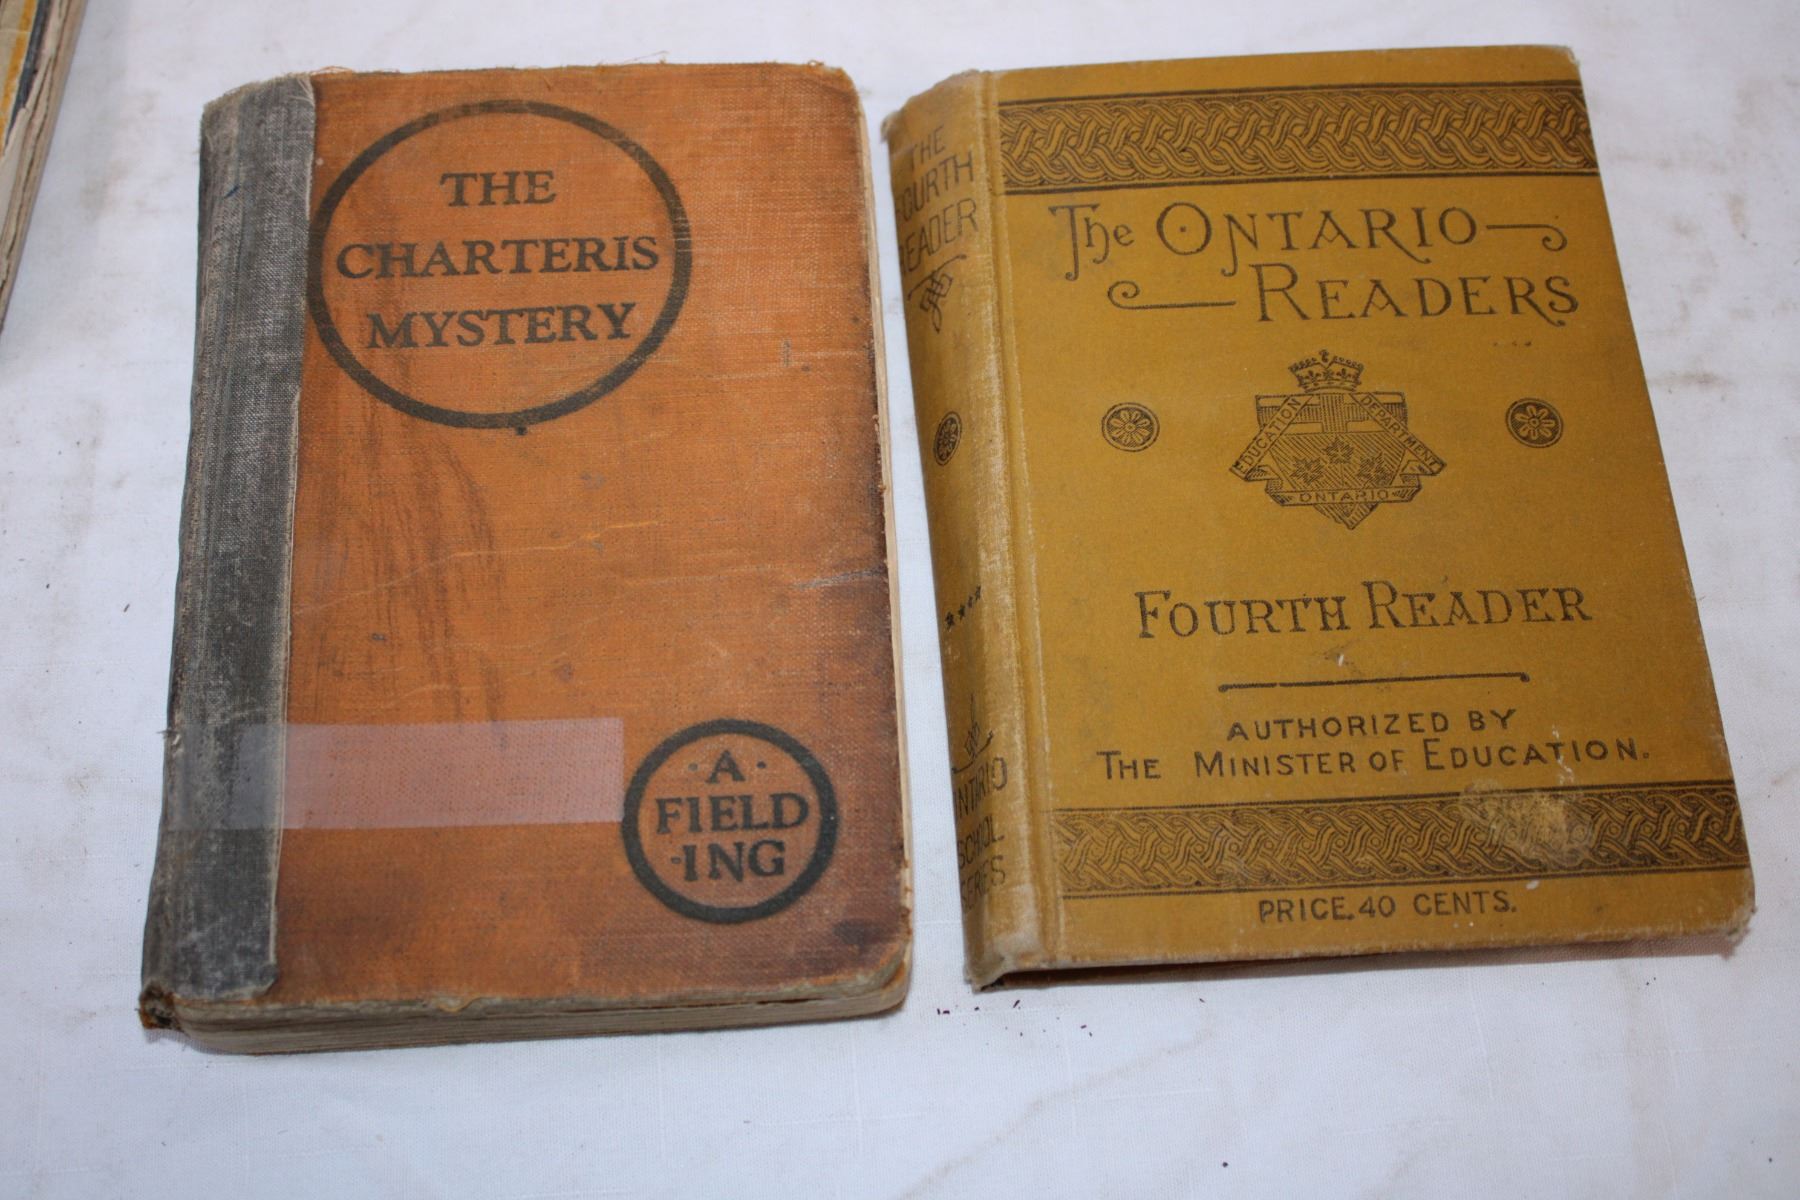 THE
CHARTERIS
MYSTERY
· A ·
FIELD
-ING
THE
FOURTH
READER
ONTARIO
SCHOOL
SERIES
The ONTARIO
READERS
EDUCATION DEPARTMENT
ONTARIO
FOURTH READER
AUTHORIZED BY
THE MINISTER OF EDUCATION.
PRICE. 40 CENTS.